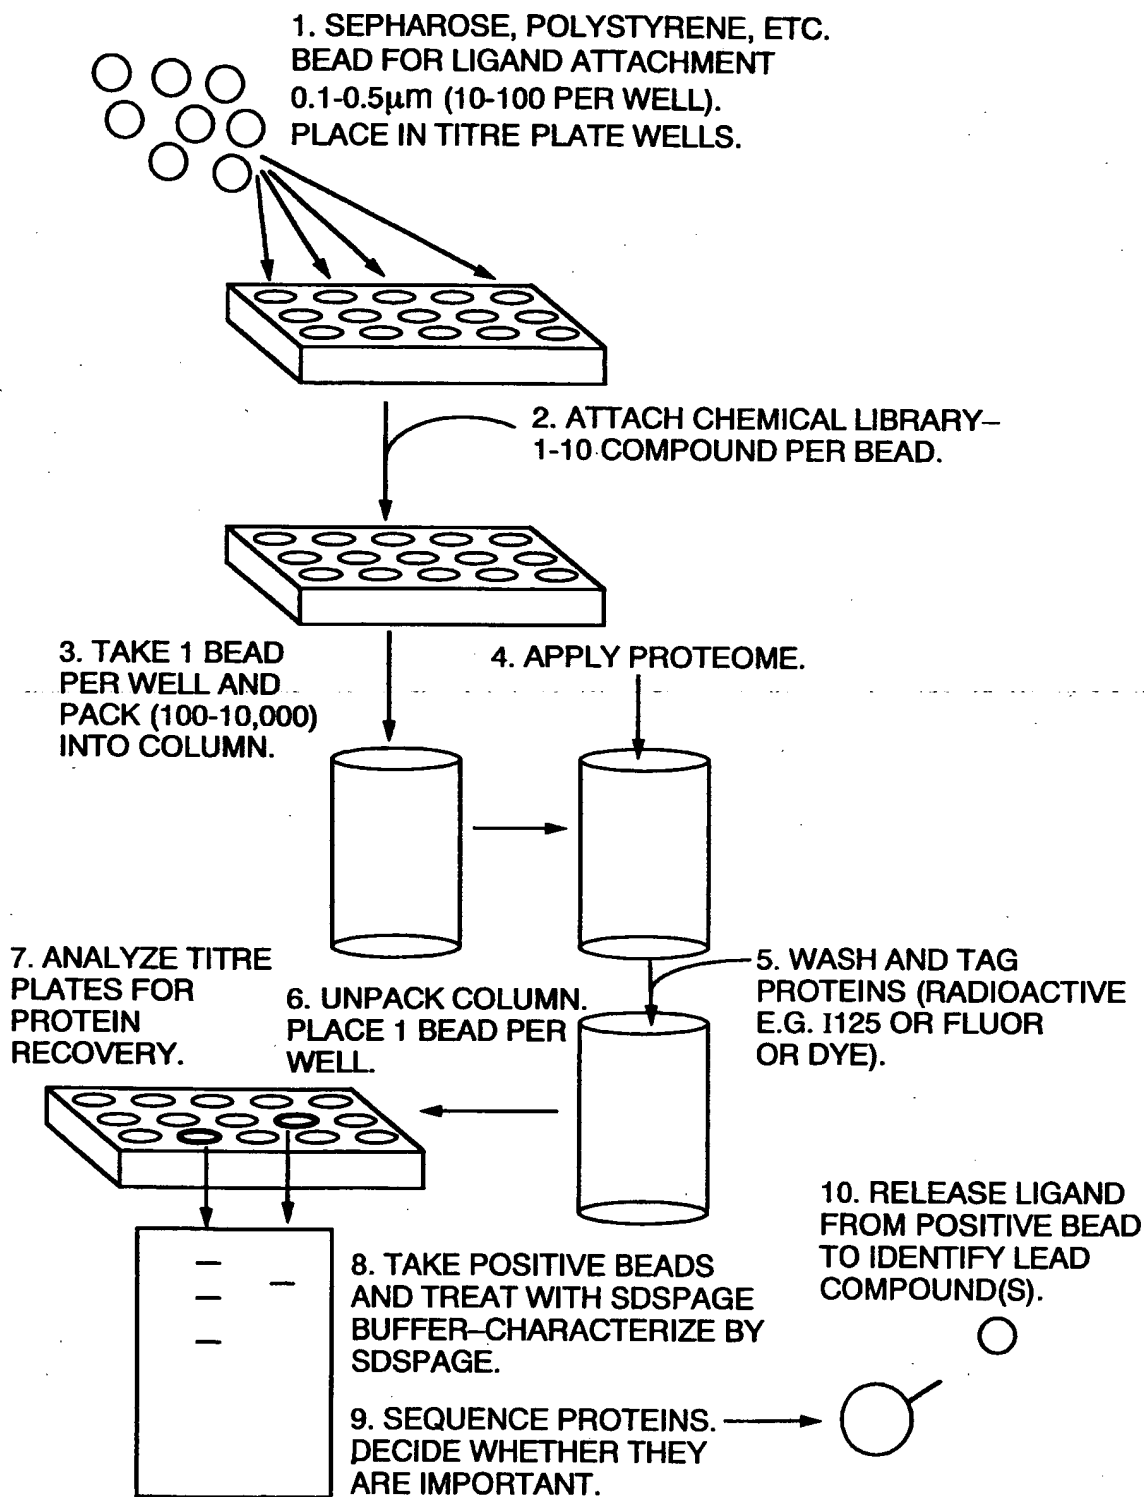 1. SEPHAROSE, POLYSTYRENE, ETC.
BEAD FOR LIGAND ATTACHMENT
0.1-0.5µm (10-100 PER WELL).
PLACE IN TITRE PLATE WELLS.
2. ATTACH CHEMICAL LIBRARY–
1-10 COMPOUND PER BEAD.
3. TAKE 1 BEAD
PER WELL AND
PACK (100-10,000)
INTO COLUMN.
4. APPLY PROTEOME.
5. WASH AND TAG
PROTEINS (RADIOACTIVE
E.G. I125 OR FLUOR
OR DYE).
6. UNPACK COLUMN.
PLACE 1 BEAD PER
WELL.
7. ANALYZE TITRE
PLATES FOR
PROTEIN
RECOVERY.
8. TAKE POSITIVE BEADS
AND TREAT WITH SDSPAGE
BUFFER–CHARACTERIZE BY
SDSPAGE.
9. SEQUENCE PROTEINS.
DECIDE WHETHER THEY
ARE IMPORTANT.
10. RELEASE LIGAND
FROM POSITIVE BEAD
TO IDENTIFY LEAD
COMPOUND(S).